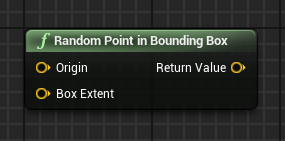 f Random Point in Bounding Box
Origin Return Value
Box Extent